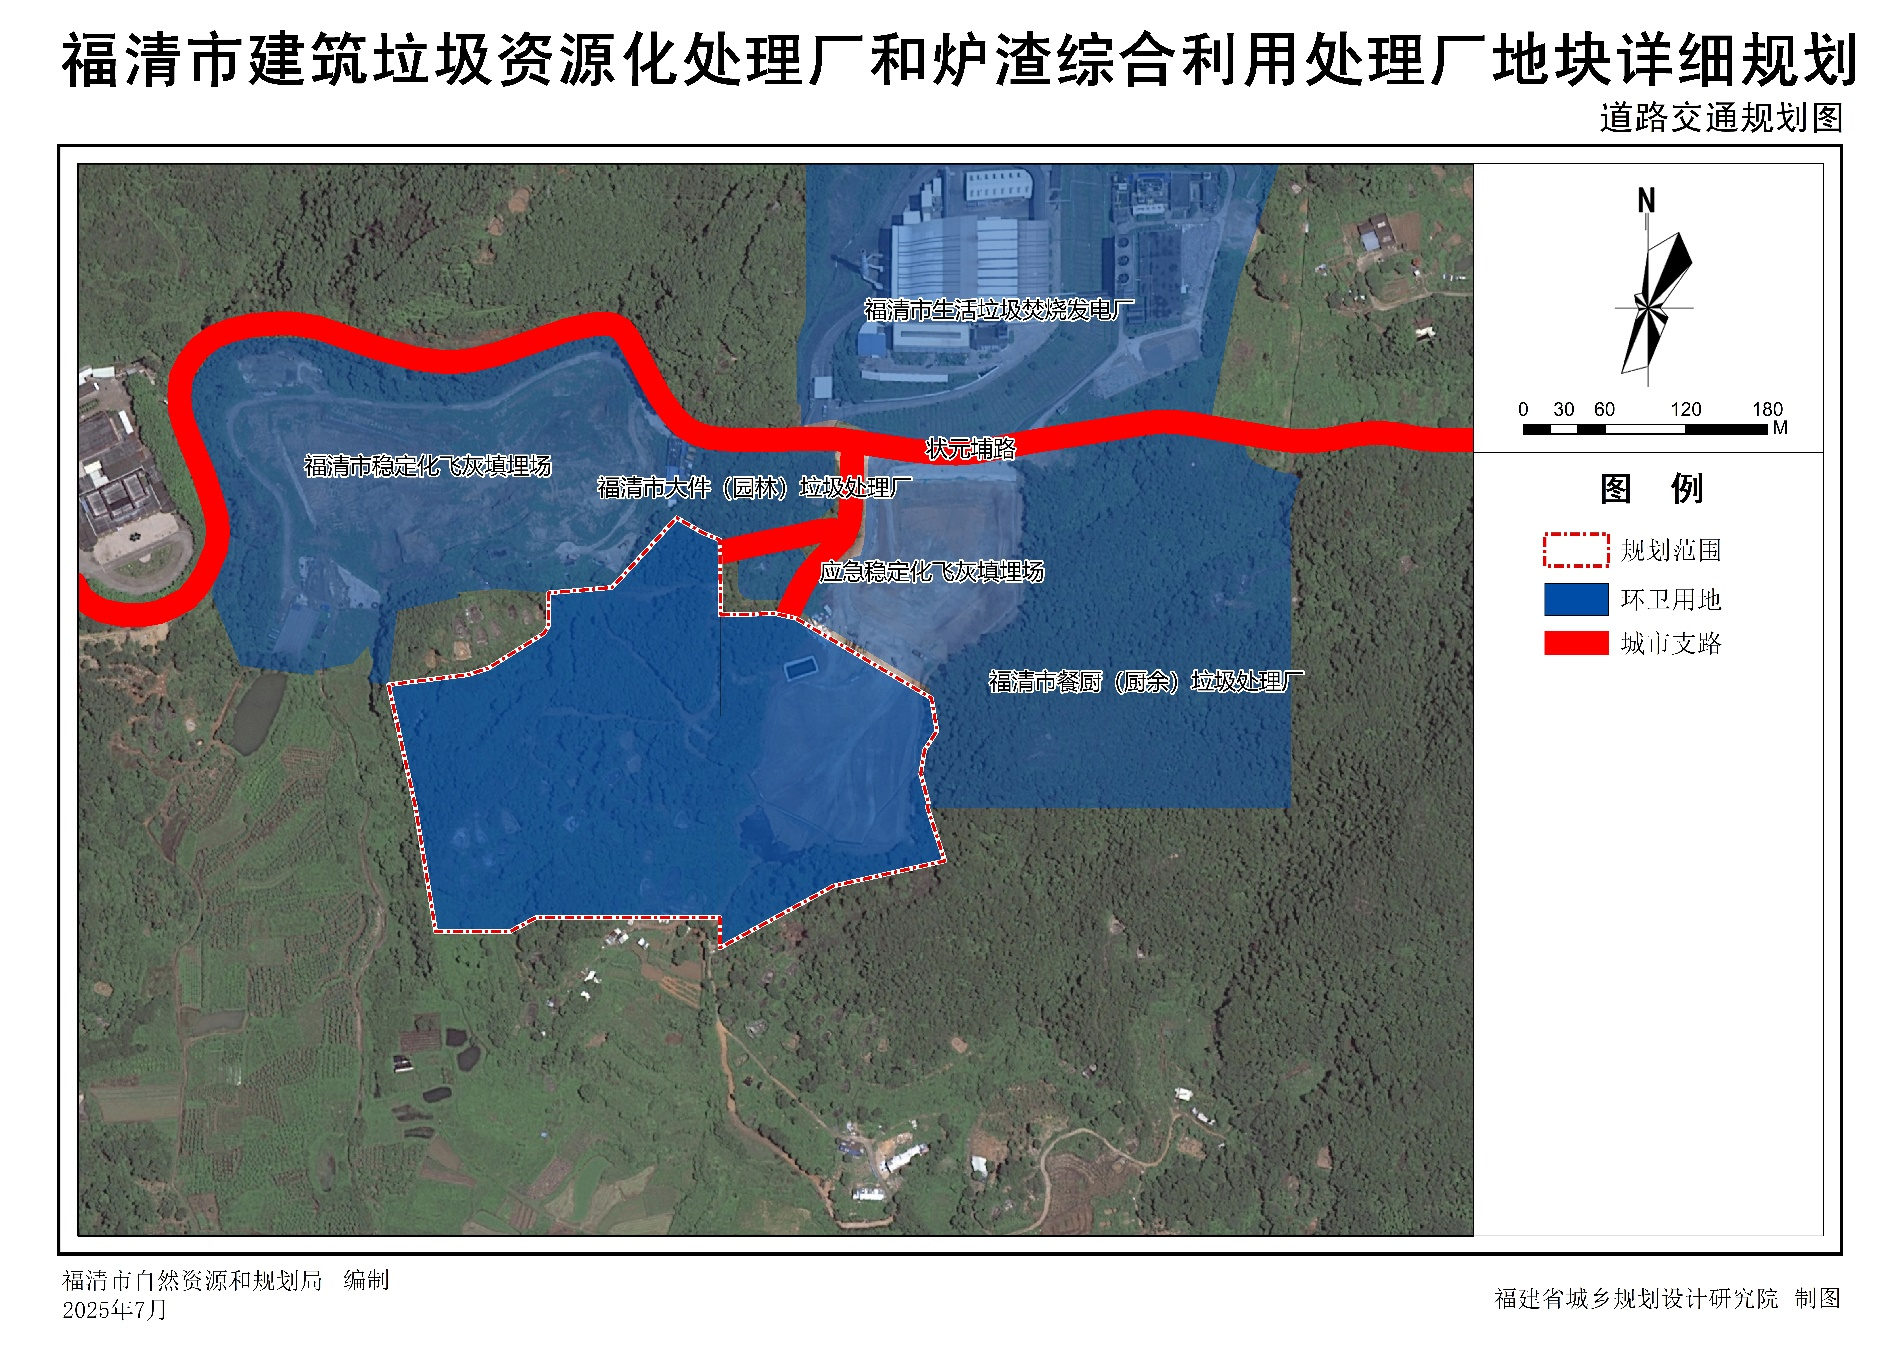 福清市建筑垃圾资源化处理厂和炉渣综合利用处理厂地块详细规划
道路交通规划图
N
0 30 60 120 180
M
福清市生活垃圾焚烧发电厂
状元埔路
福清市稳定化飞灰填埋场
福清市大件（园林）垃圾处理厂
应急稳定化飞灰填埋场
福清市餐厨（厨余）垃圾处理厂
图 例
规划范围
环卫用地
城市支路
福清市自然资源和规划局 编制
2025年7月
福建省城乡规划设计研究院 制图